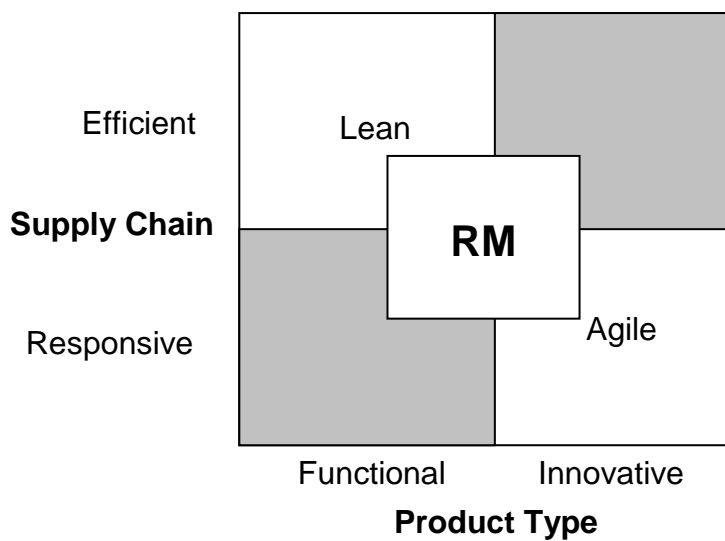 Efficient
Lean
Supply Chain
RM
Responsive
Agile
Functional
Innovative
Product Type